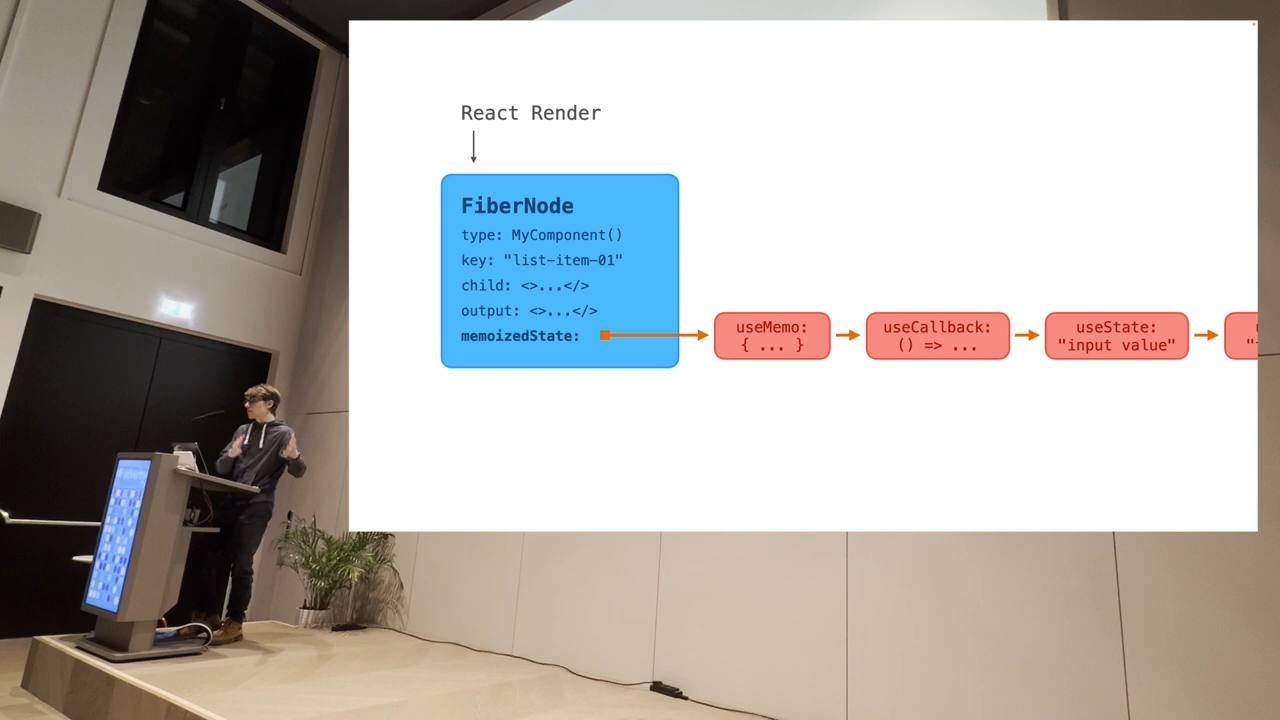 React Render
FiberNode
type: MyComponent()
key: "list-item-01"
child: <>...</>
output: <>...</>
memoizedState:
useMemo:
{ ... }
useCallback:
() => ...
useState:
"input value"